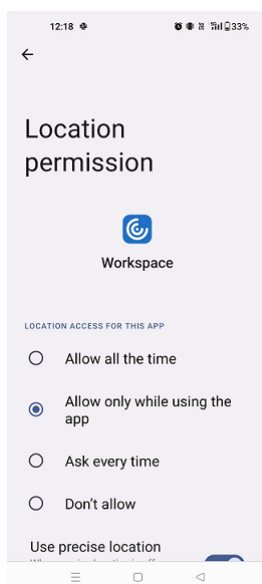 12:18 33%
Location
permission
Workspace
LOCATION ACCESS FOR THIS APP
Allow all the time
Allow only while using the
app
Ask every time
Don't allow
Use precise location